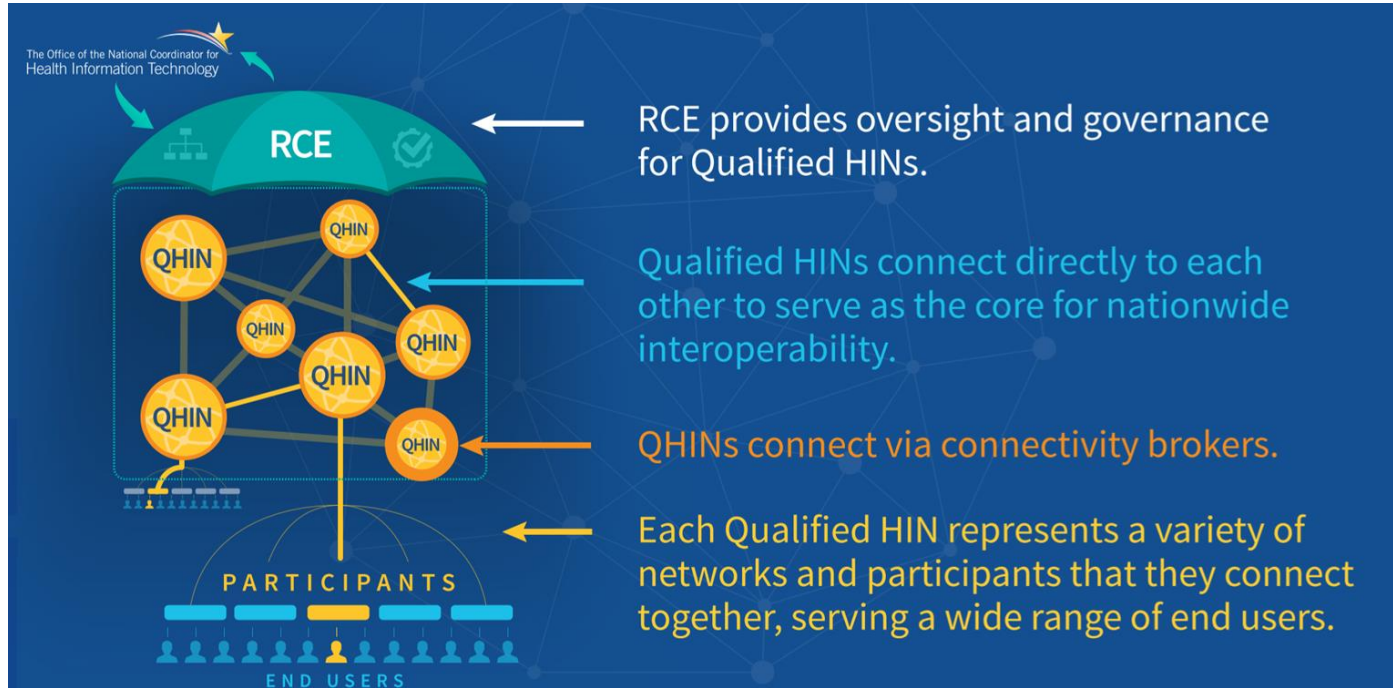 The Office of the National Coordinator for
Health Information Technology
RCE
RCE provides oversight and governance
for Qualified HINs.
QHIN
QHIN
QHIN
QHIN
QHIN
QHIN
QHIN
Qualified HINs connect directly to each
other to serve as the core for nationwide
interoperability.
QHINs connect via connectivity brokers.
Each Qualified HIN represents a variety of
networks and participants that they connect
together, serving a wide range of end users.
PARTICIPANTS
END USERS